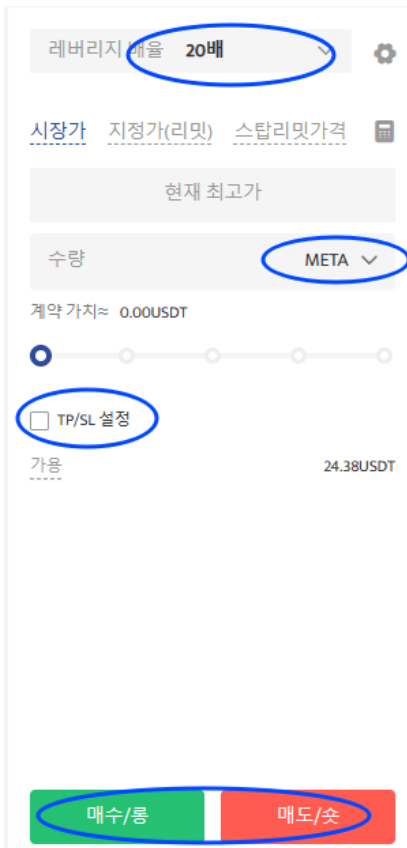 레버리지 배율 20배
시장가 지정가(리밋) 스탑리밋가격
현재 최고가
수량 META
계약 가치≈ 0.00USDT
TP/SL 설정
가용 24.38USDT
매수/롱 매도/숏